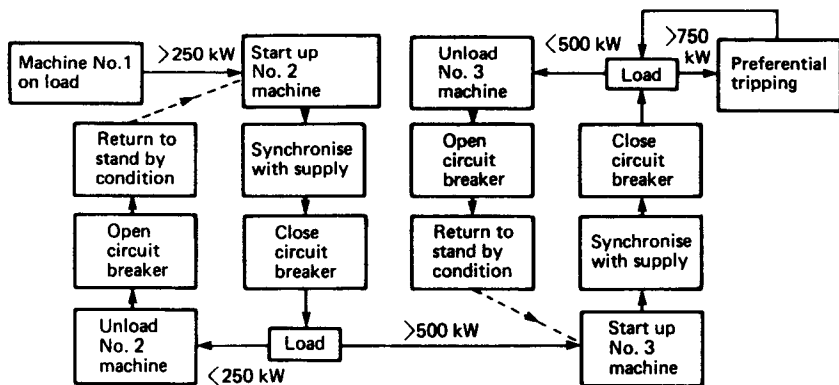 Machine No.1
on load
>250 kW
Start up
No. 2
machine
Synchronise
with supply
Close
circuit
breaker
Load
<250 kW
Unload
No. 2
machine
Open
circuit
breaker
Return to
stand by
condition
>500 kW
Start up
No. 3
machine
Synchronise
with supply
Close
circuit
breaker
Load
>750
kW
Preferential
tripping
<500 kW
Unload
No. 3
machine
Open
circuit
breaker
Return to
stand by
condition